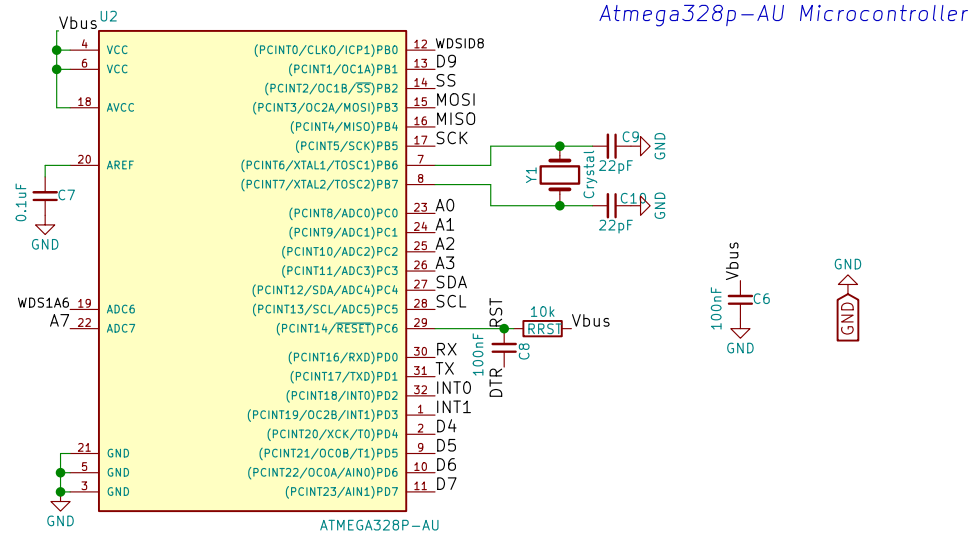 Atmega328p-AU Microcontroller
Vbus
U2
4 VCC
6 VCC
18 AVCC
20 AREF
0.1uF
C7
GND
WDS1A6 19 ADC6
A7 22 ADC7
21 GND
5 GND
3 GND
GND
(PCINT0/CLKO/ICP1)PB0 12 WDSID8
(PCINT1/OC1A)PB1 13 D9
(PCINT2/OC1B/SS)PB2 14 SS
(PCINT3/OC2A/MOSI)PB3 15 MOSI
(PCINT4/MISO)PB4 16 MISO
(PCINT5/SCK)PB5 17 SCK
(PCINT6/XTAL1/TOSC1)PB6 7
(PCINT7/XTAL2/TOSC2)PB7 8
(PCINT8/ADC0)PC0 23 A0
(PCINT9/ADC1)PC1 24 A1
(PCINT10/ADC2)PC2 25 A2
(PCINT11/ADC3)PC3 26 A3
(PCINT12/SDA/ADC4)PC4 27 SDA
(PCINT13/SCL/ADC5)PC5 28 SCL
(PCINT14/RESET)PC6 29
(PCINT16/RXD)PD0 30 RX
(PCINT17/TXD)PD1 31 TX
(PCINT18/INT0)PD2 32 INT0
(PCINT19/OC2B/INT1)PD3 1 INT1
(PCINT20/XCK/T0)PD4 2 D4
(PCINT21/OC0B/T1)PD5 9 D5
(PCINT22/OC0A/AIN0)PD6 10 D6
(PCINT23/AIN1)PD7 11 D7
ATMEGA328P-AU
Y1
Crystal
C9
22pF
GND
C10
22pF
GND
RST
10k
RRST
Vbus
100nF
C8
DTR
Vbus
100nF
C6
GND
GND
GND